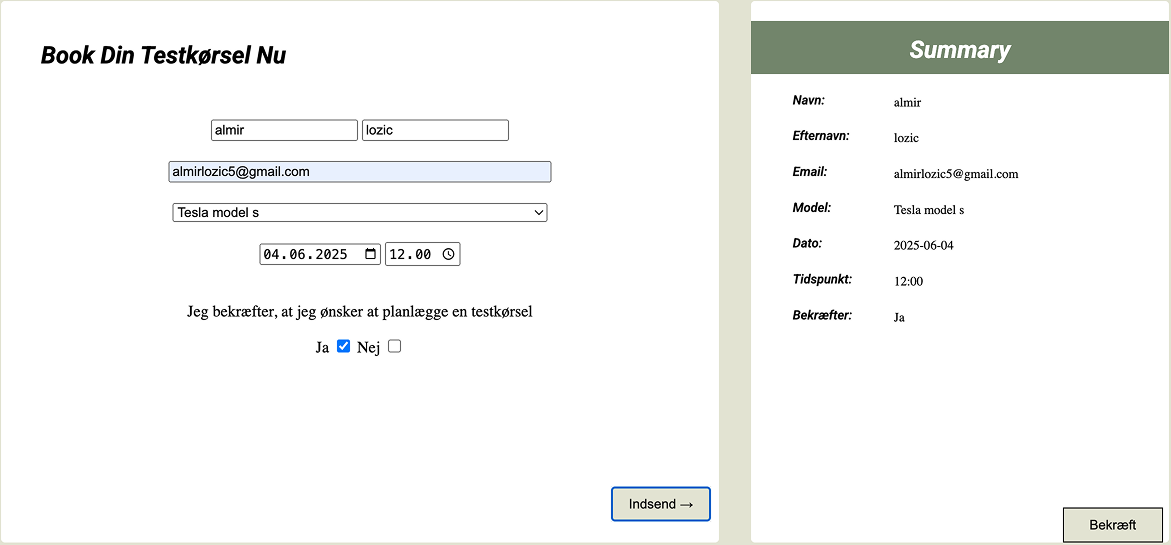 Book Din Testkørsel Nu
almir lozic
almirlozic5@gmail.com
Tesla model s
04.06.2025 12.00
Jeg bekræfter, at jeg ønsker at planlægge en testkørsel
Ja Nej
Indsend →
Summary
Navn: almir
Efternavn: lozic
Email: almirlozic5@gmail.com
Model: Tesla model s
Dato: 2025-06-04
Tidspunkt: 12:00
Bekræfter: Ja
Bekræft